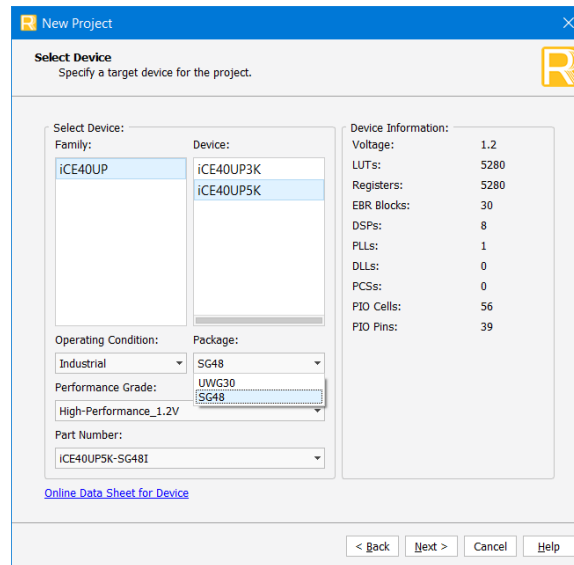 New Project
Select Device
Specify a target device for the project.
Select Device:
Family:
Device:
iCE40UP
iCE40UP3K
iCE40UP5K
Operating Condition:
Package:
Industrial
SG48
UWG30
SG48
Performance Grade:
High-Performance_1.2V
Part Number:
iCE40UP5K-SG48I
Device Information:
Voltage: 1.2
LUTs: 5280
Registers: 5280
EBR Blocks: 30
DSPs: 8
PLLs: 1
DLLs: 0
PCSs: 0
PIO Cells: 56
PIO Pins: 39
Online Data Sheet for Device
< Back
Next >
Cancel
Help